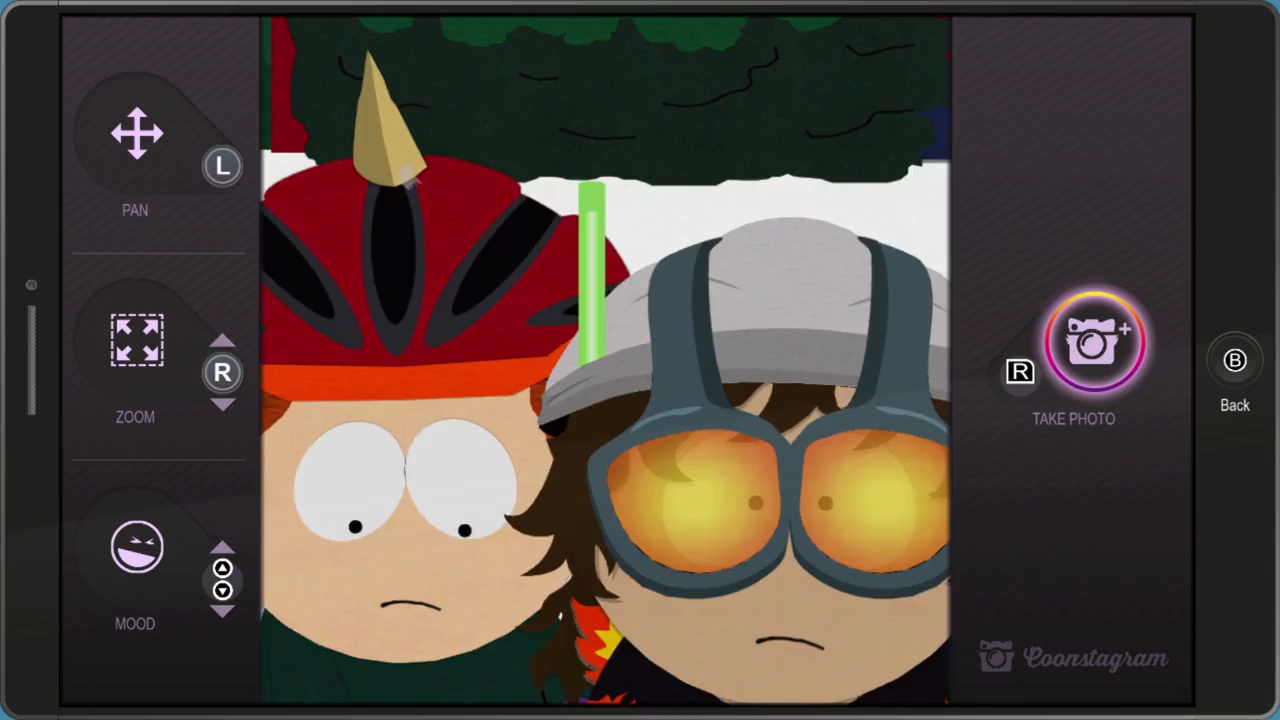 L
PAN
R
ZOOM
MOOD
R
TAKE PHOTO
B
Back
Coonstagram